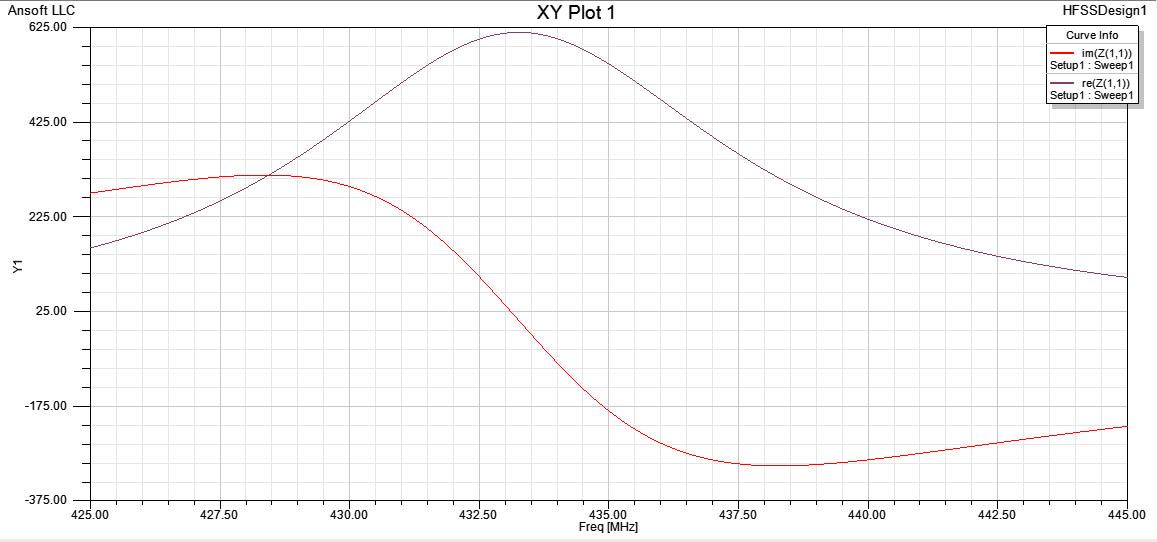 Ansoft LLC
XY Plot 1
HFSSDesign1
Curve Info
im(Z(1,1))
Setup1 : Sweep1
re(Z(1,1))
Setup1 : Sweep1
625.00
425.00
225.00
25.00
-175.00
-375.00
Y1
425.00 427.50 430.00 432.50 435.00 437.50 440.00 442.50 445.00
Freq [MHz]